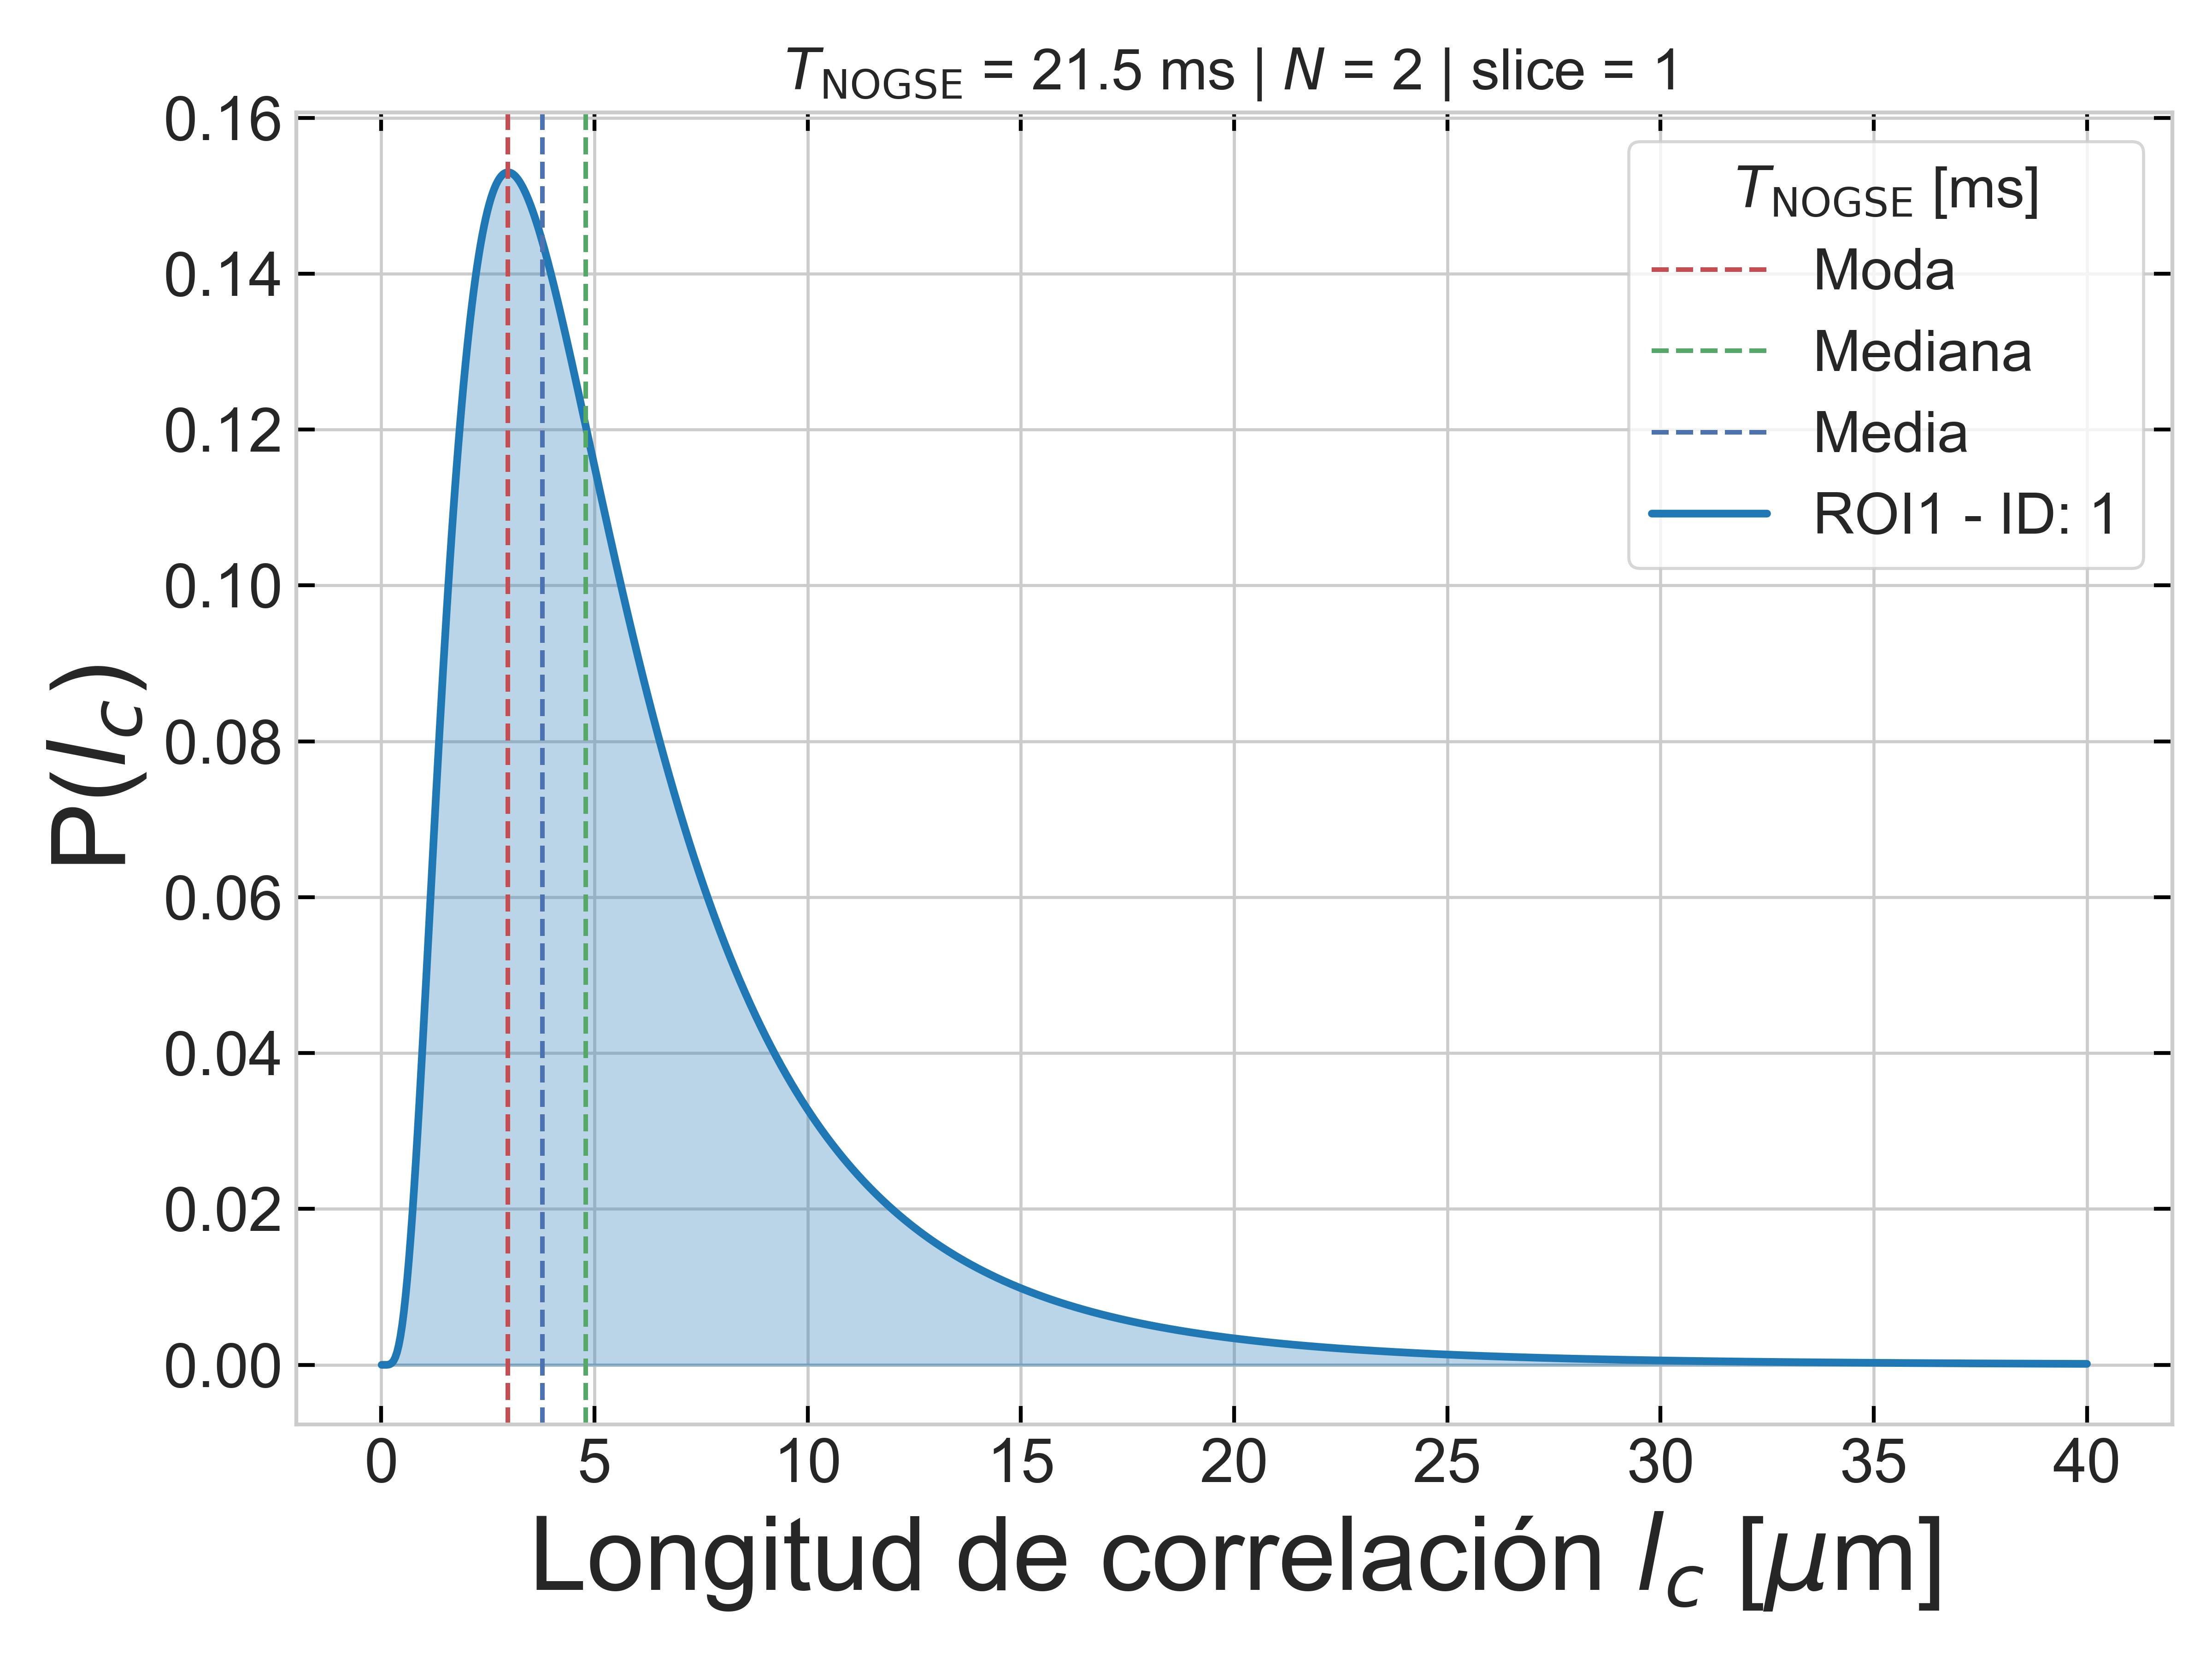 T_NOGSE = 21.5 ms | N = 2 | slice = 1
0.16
0.14
0.12
0.10
0.08
0.06
0.04
0.02
0.00
P(l_c)
T_NOGSE [ms]
Moda
Mediana
Media
ROI1 - ID: 1
0 5 10 15 20 25 30 35 40
Longitud de correlación l_c [μm]